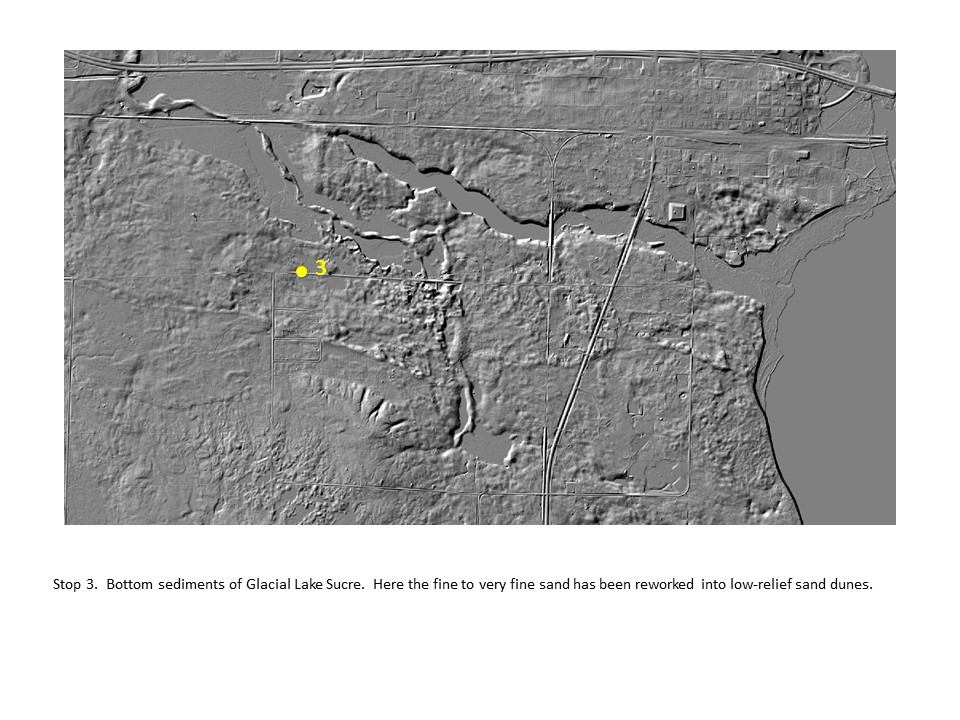 3
Stop 3.  Bottom sediments of Glacial Lake Sucre.  Here the fine to very fine sand has been reworked  into low-relief sand dunes.